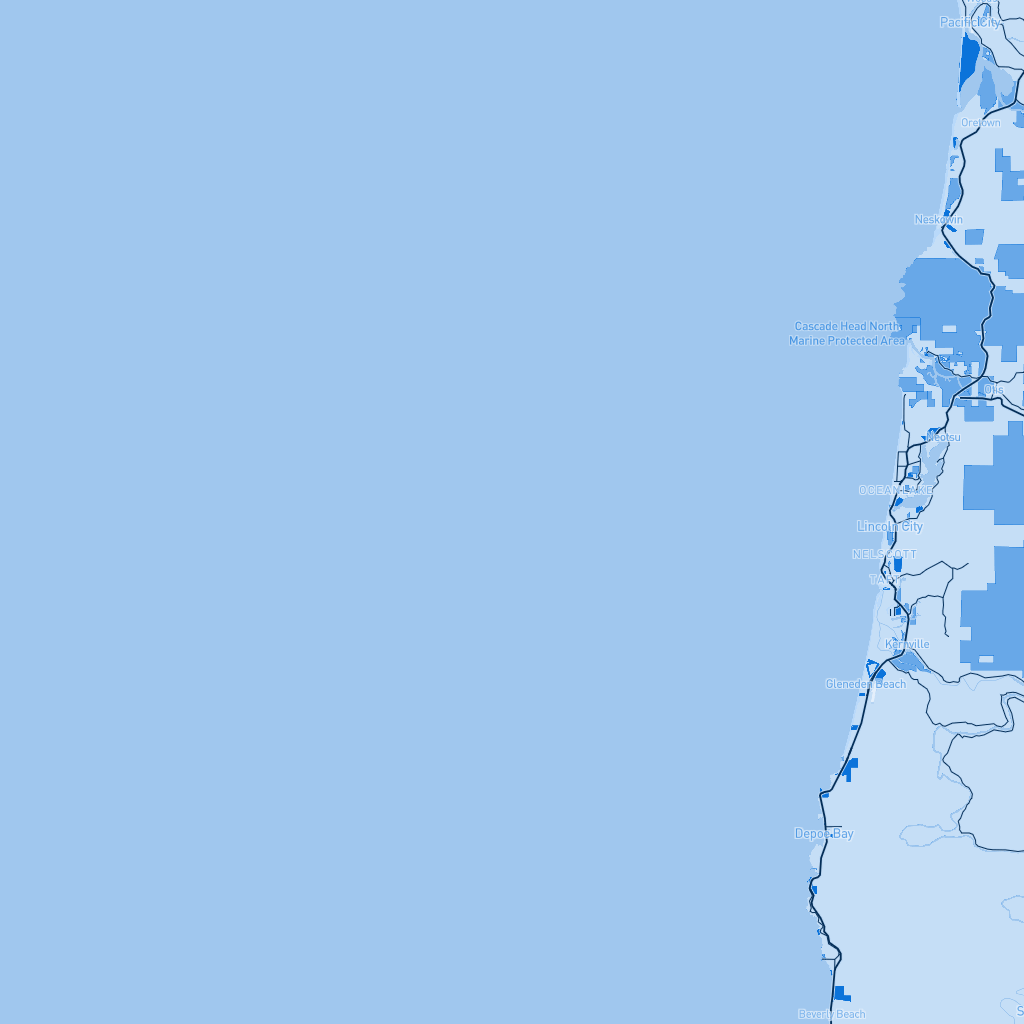 Pacific City
Oretown
Neskowin
Cascade Head North
Marine Protected Area
Otis
Neotsu
OCEANLAKE
Lincoln City
NELSCOTT
TAFT
Kernville
Gleneden Beach
Depoe Bay
Beverly Beach